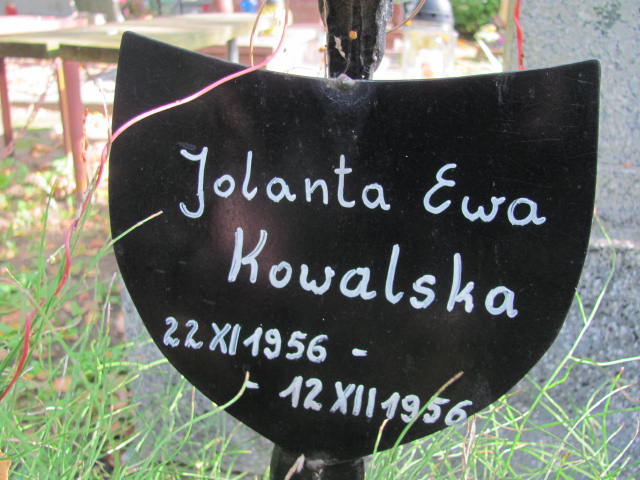 Jolanta Ewa
Kowalska
22 XI 1956 -
- 12 XII 1956